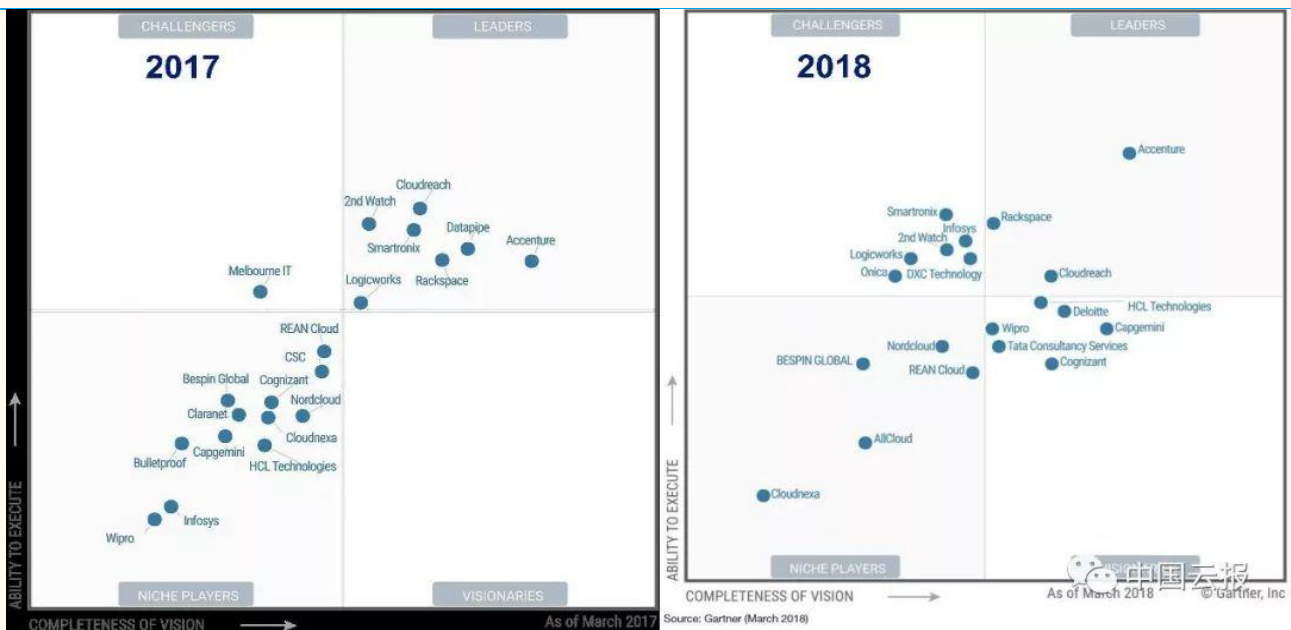 CHALLENGERS
LEADERS
2017
Cloudreach
2nd Watch
Datapipe
Smartronix
Accenture
Melbourne IT
Logicworks
Rackspace
REAN Cloud
CSC
Bespin Global
Cognizant
Claranet
Nordcloud
Cloudnexa
Capgemini
Bulletproof
HCL Technologies
Infosys
Wipro
ABILITY TO EXECUTE
NICHE PLAYERS
VISIONARIES
COMPLETENESS OF VISION
As of March 2017
CHALLENGERS
LEADERS
2018
Accenture
Smartronix
Rackspace
Infosys
2nd Watch
Logicworks
Onica
DXC Technology
Cloudreach
HCL Technologies
Deloitte
Wipro
Capgemini
Nordcloud
Tata Consultancy Services
BESPIN GLOBAL
REAN Cloud
Cognizant
AllCloud
Cloudnexa
ABILITY TO EXECUTE
NICHE PLAYERS
中国云报
COMPLETENESS OF VISION
As of March 2018
© Gartner, Inc
Source: Gartner (March 2018)